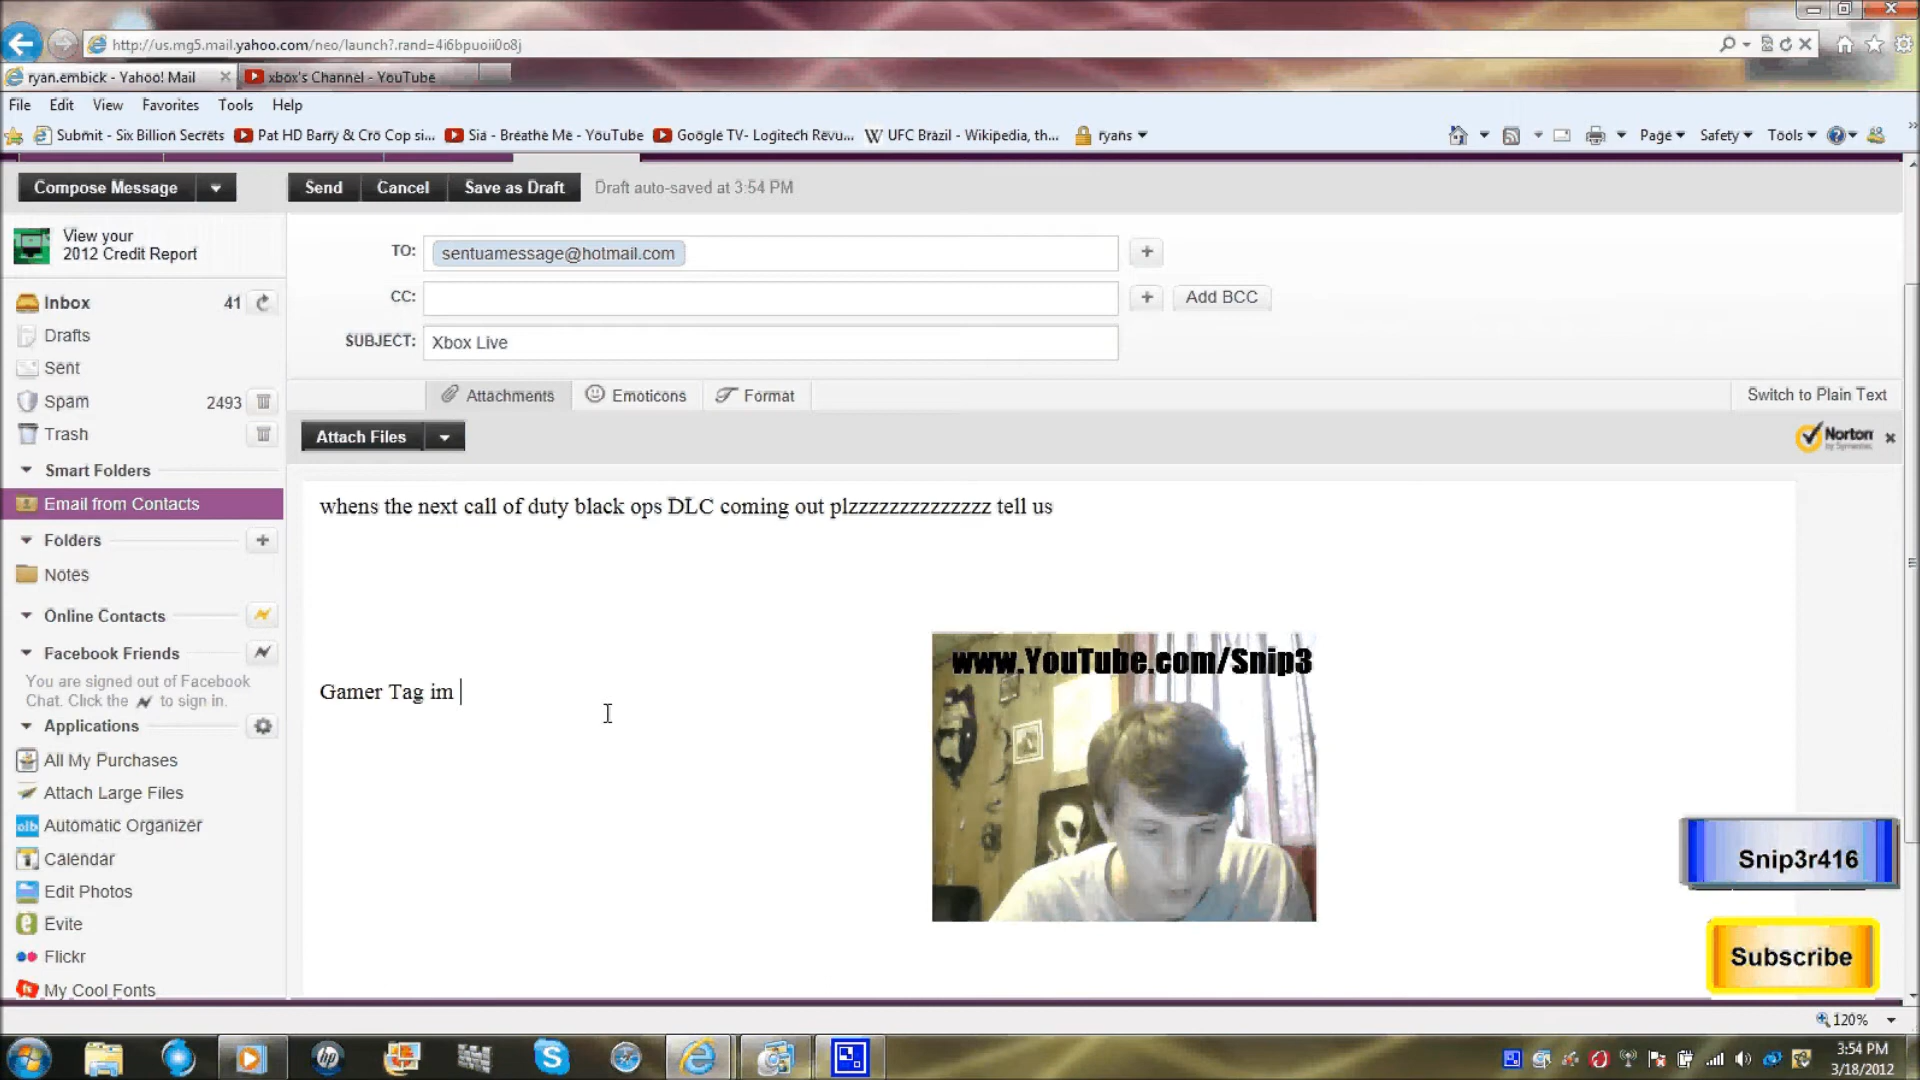 http://us.mg5.mail.yahoo.com/neo/launch?.rand=4i6bpuoii0o8j
ryan.embick - Yahoo! Mail
xbox's Channel - YouTube
File Edit View Favorites Tools Help
Submit - Six Billion Secrets Pat HD Barry & Cro Cop si... Sia - Breathe Me - YouTube Google TV- Logitech Revu... UFC Brazil - Wikipedia, th... ryans Page Safety Tools
Compose Message Send Cancel Save as Draft Draft auto-saved at 3:54 PM
View your
2012 Credit Report
TO: sentuamessage@hotmail.com +
CC: + Add BCC
SUBJECT: Xbox Live
Inbox 41
Drafts
Sent
Spam 2493
Trash
Smart Folders
Email from Contacts
Folders +
Notes
Online Contacts
Facebook Friends
You are signed out of Facebook
Chat. Click the to sign in.
Applications
All My Purchases
Attach Large Files
olb Automatic Organizer
Calendar
Edit Photos
Evite
Flickr
My Cool Fonts
Attachments Emoticons Format Switch to Plain Text
Attach Files Norton
by Symantec
whens the next call of duty black ops DLC coming out plzzzzzzzzzzzzz tell us
Gamer Tag im
www.YouTube.com/Snip3
Snip3r416
Subscribe
120%
3:54 PM
3/18/2012